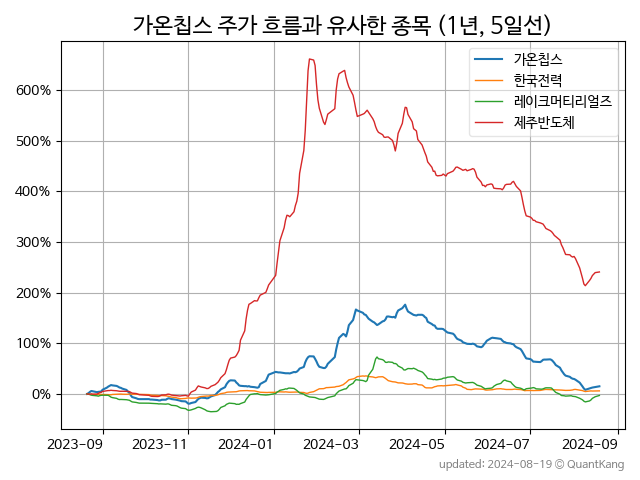 가온칩스 주가 흐름과 유사한 종목 (1년, 5일선)
가온칩스
한국전력
레이크머티리얼즈
제주반도체
600%
500%
400%
300%
200%
100%
0%
2023-09 2023-11 2024-01 2024-03 2024-05 2024-07 2024-09
updated: 2024-08-19 © QuantKang